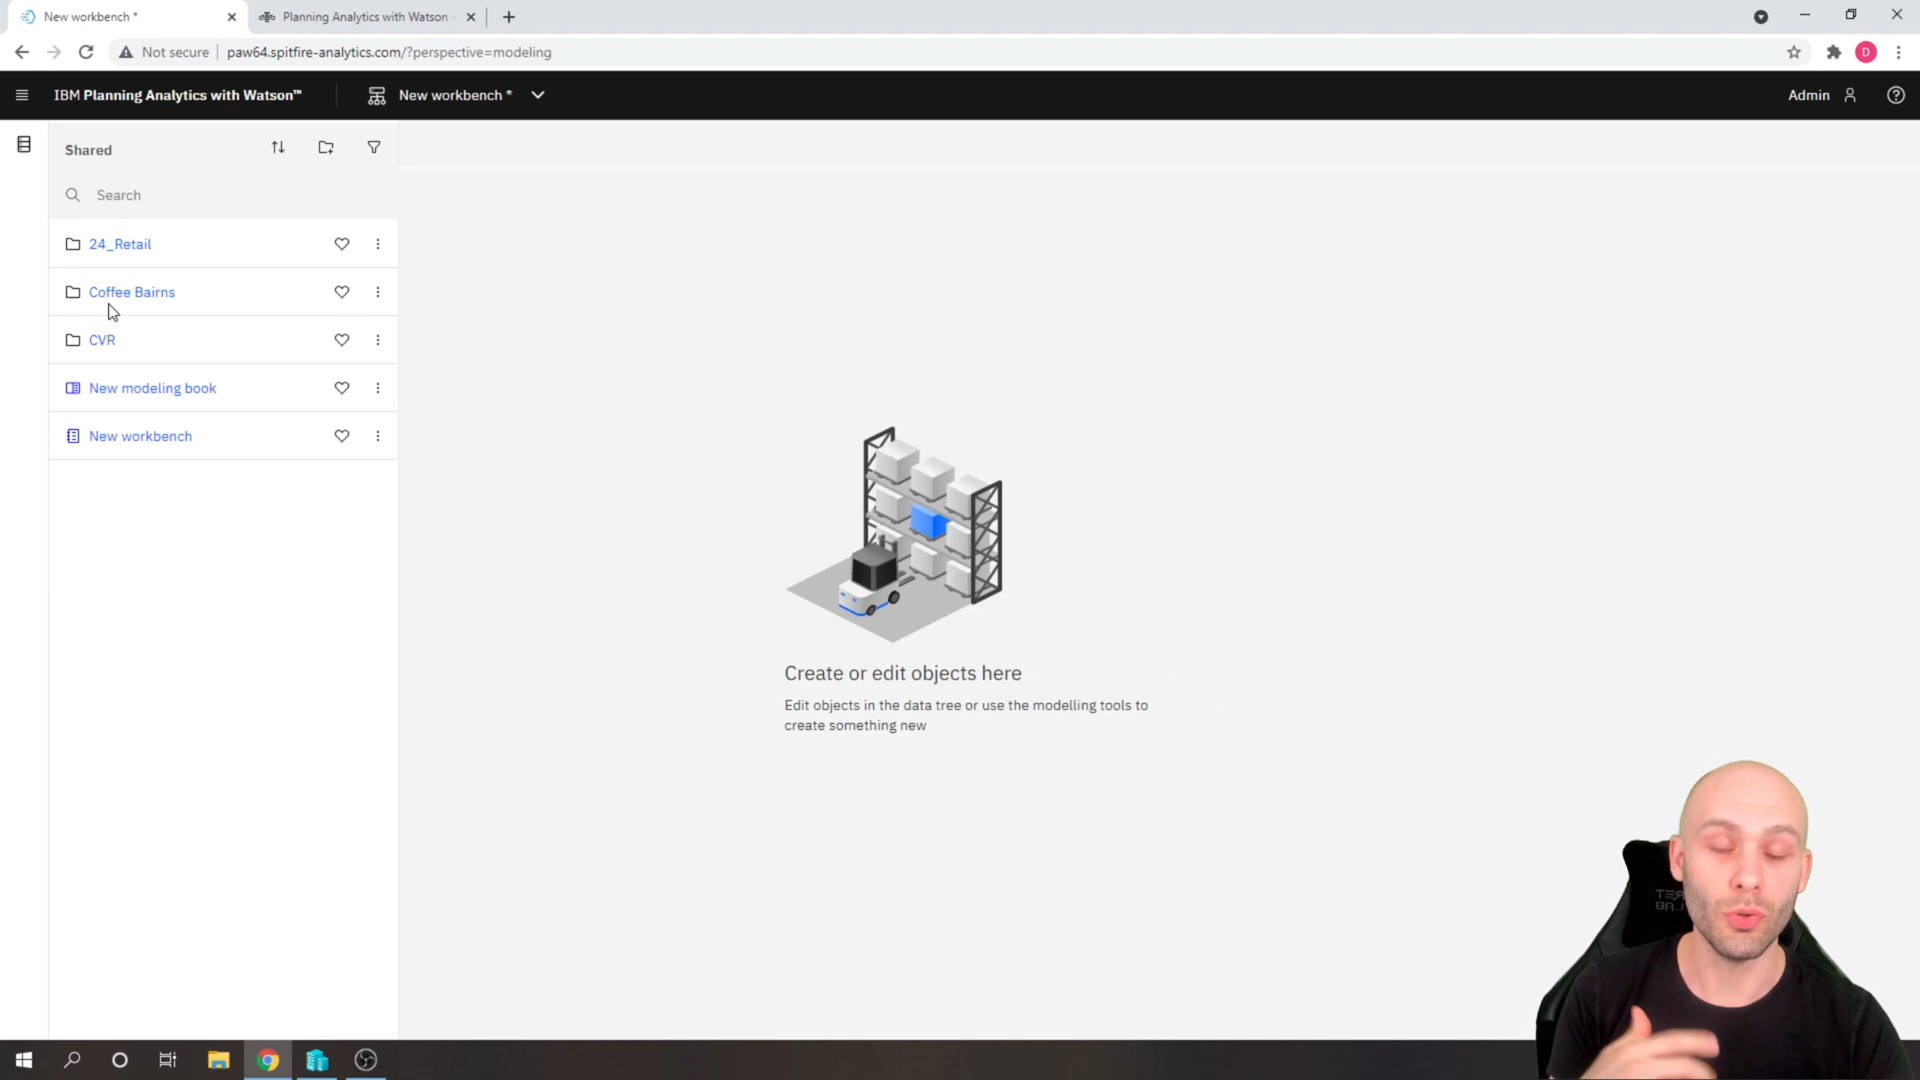 New workbench *
Planning Analytics with Watson
Not secure
paw64.spitfire-analytics.com/?perspective=modeling
D
IBM Planning Analytics with Watson™
New workbench *
Admin
Shared
Search
24_Retail
Coffee Bairns
CVR
New modeling book
New workbench
Create or edit objects here
Edit objects in the data tree or use the modelling tools to
create something new